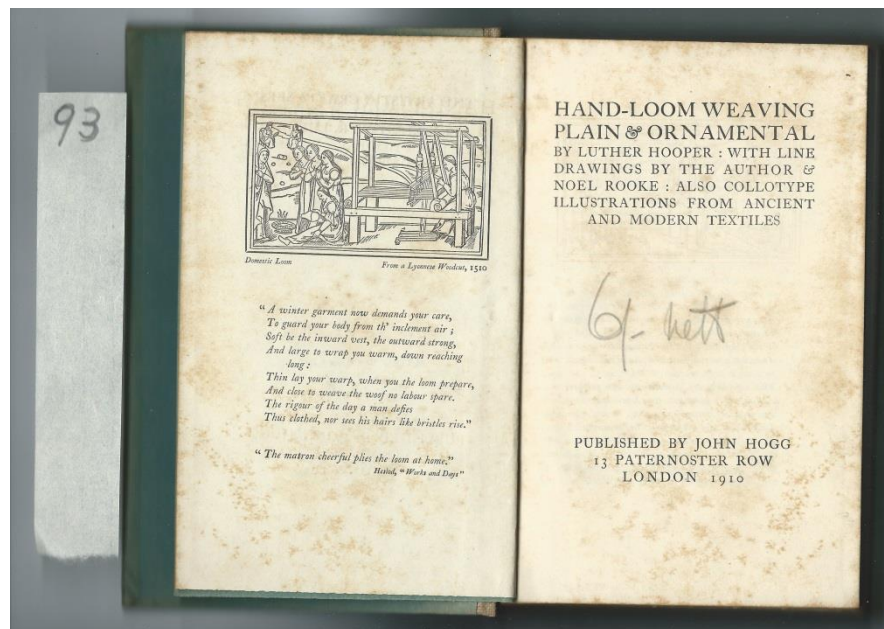 93
Domestic Loom
From a Lyonnese Woodcut, 1510
"A winter garment now demands your care,
To guard your body from th' inclement air;
Soft be the inward vest, the outward strong,
And large to wrap you warm, down reaching
long:
Thin lay your warp, when you the loom prepare,
And close to weave the woof no labour spare.
The rigour of the day a man defies
Thus clothed, nor sees his hairs like bristles rise."
"The matron cheerful plies the loom at home."
Hesiod, "Works and Days"
HAND-LOOM WEAVING
PLAIN & ORNAMENTAL
BY LUTHER HOOPER : WITH LINE
DRAWINGS BY THE AUTHOR &
NOEL ROOKE : ALSO COLLOTYPE
ILLUSTRATIONS FROM ANCIENT
AND MODERN TEXTILES
6/- nett
PUBLISHED BY JOHN HOGG
13 PATERNOSTER ROW
LONDON 1910